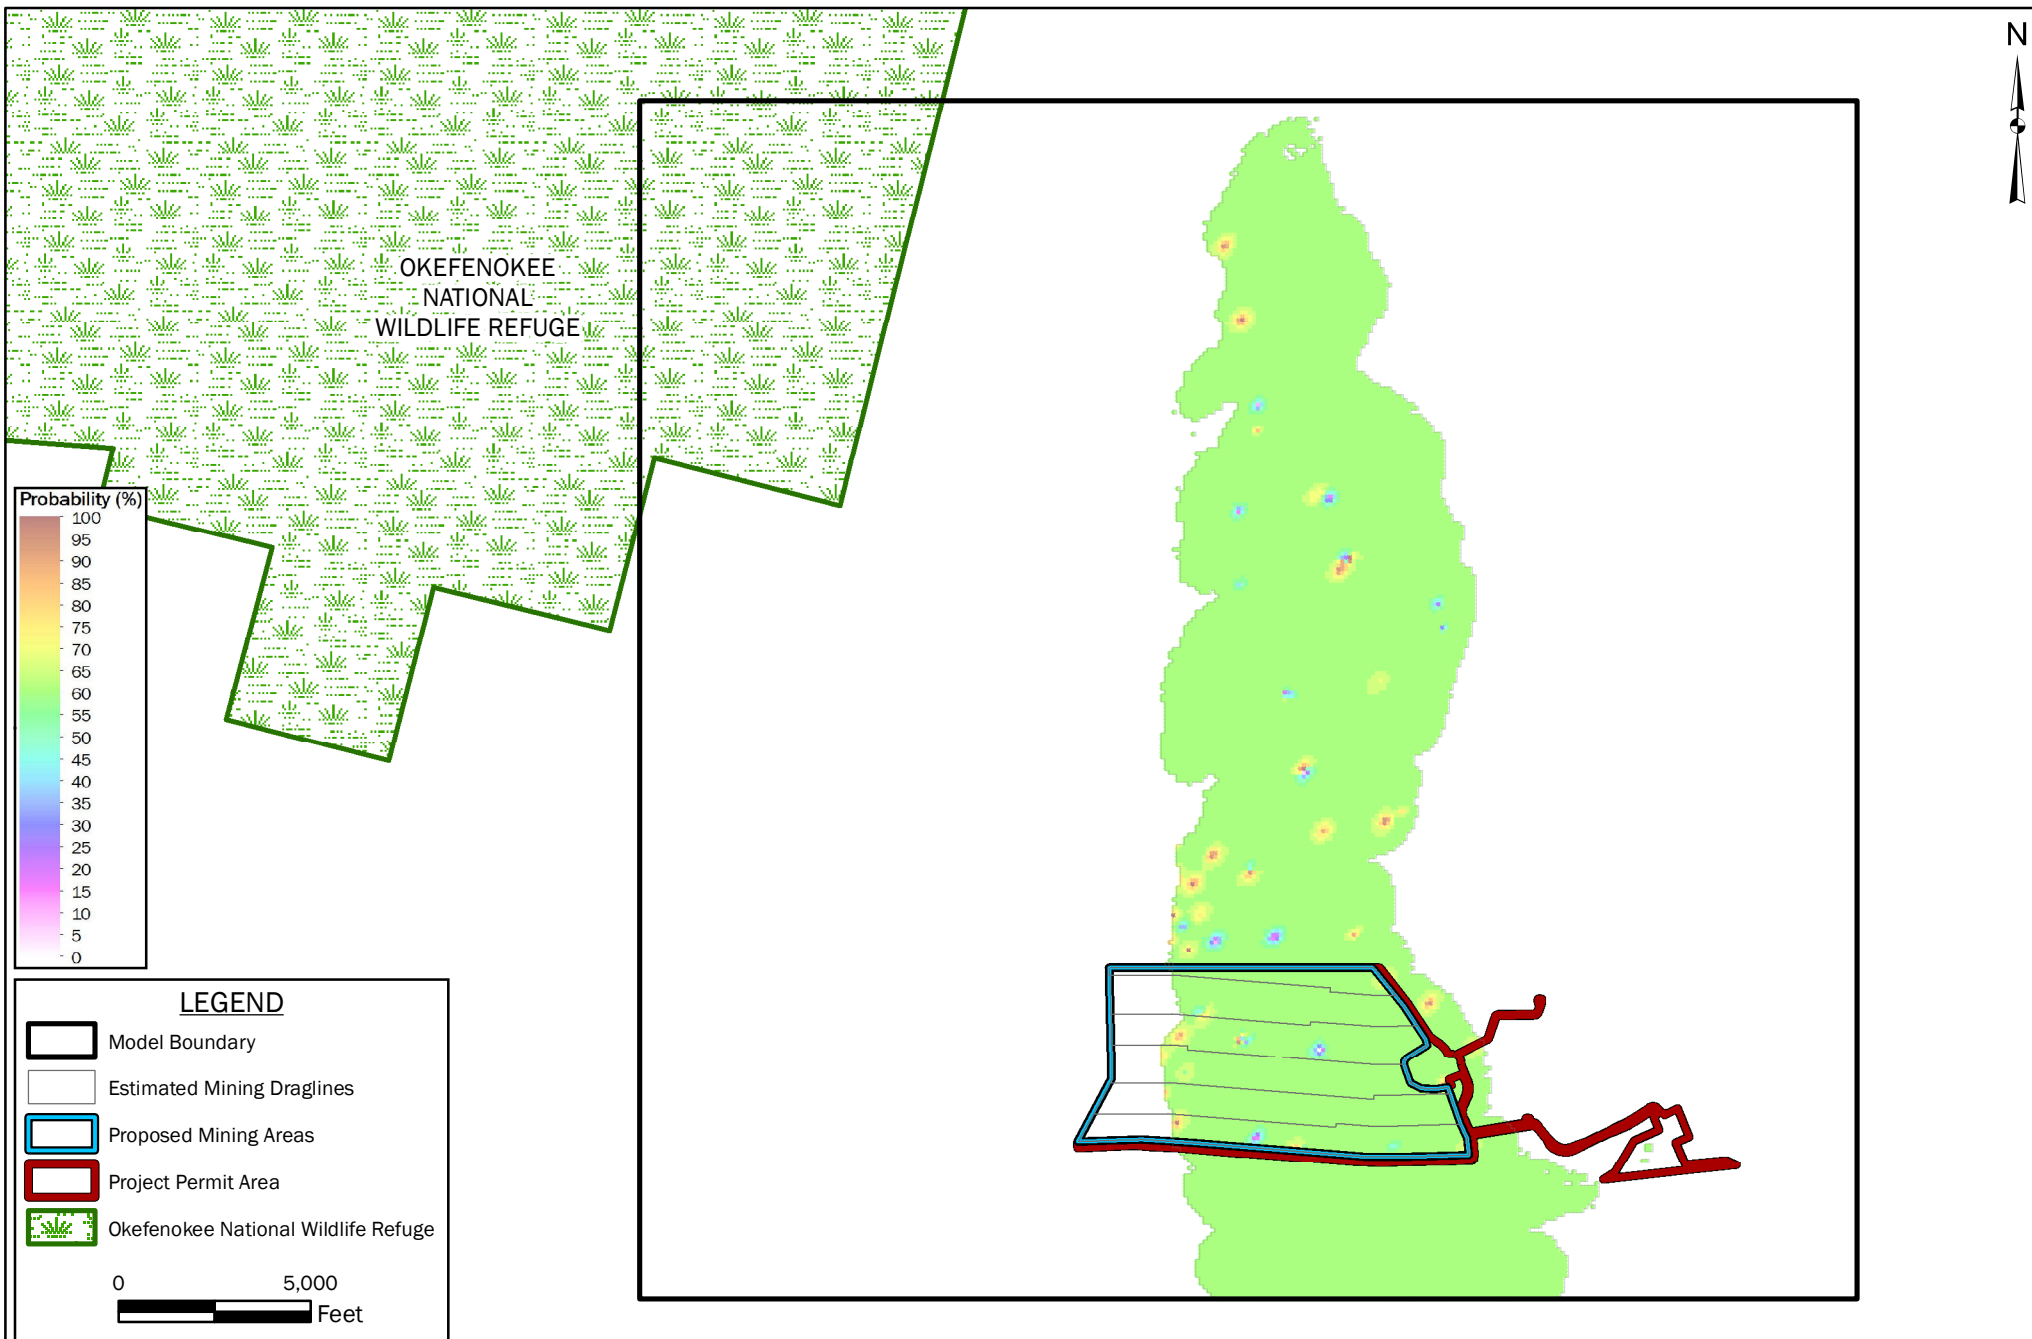 N
OKEFENOKEE
NATIONAL
WILDLIFE REFUGE
Probability (%)
100
95
90
85
80
75
70
65
60
55
50
45
40
35
30
25
20
15
10
5
0
LEGEND
Model Boundary
Estimated Mining Draglines
Proposed Mining Areas
Project Permit Area
Okefenokee National Wildlife Refuge
0 5,000
Feet